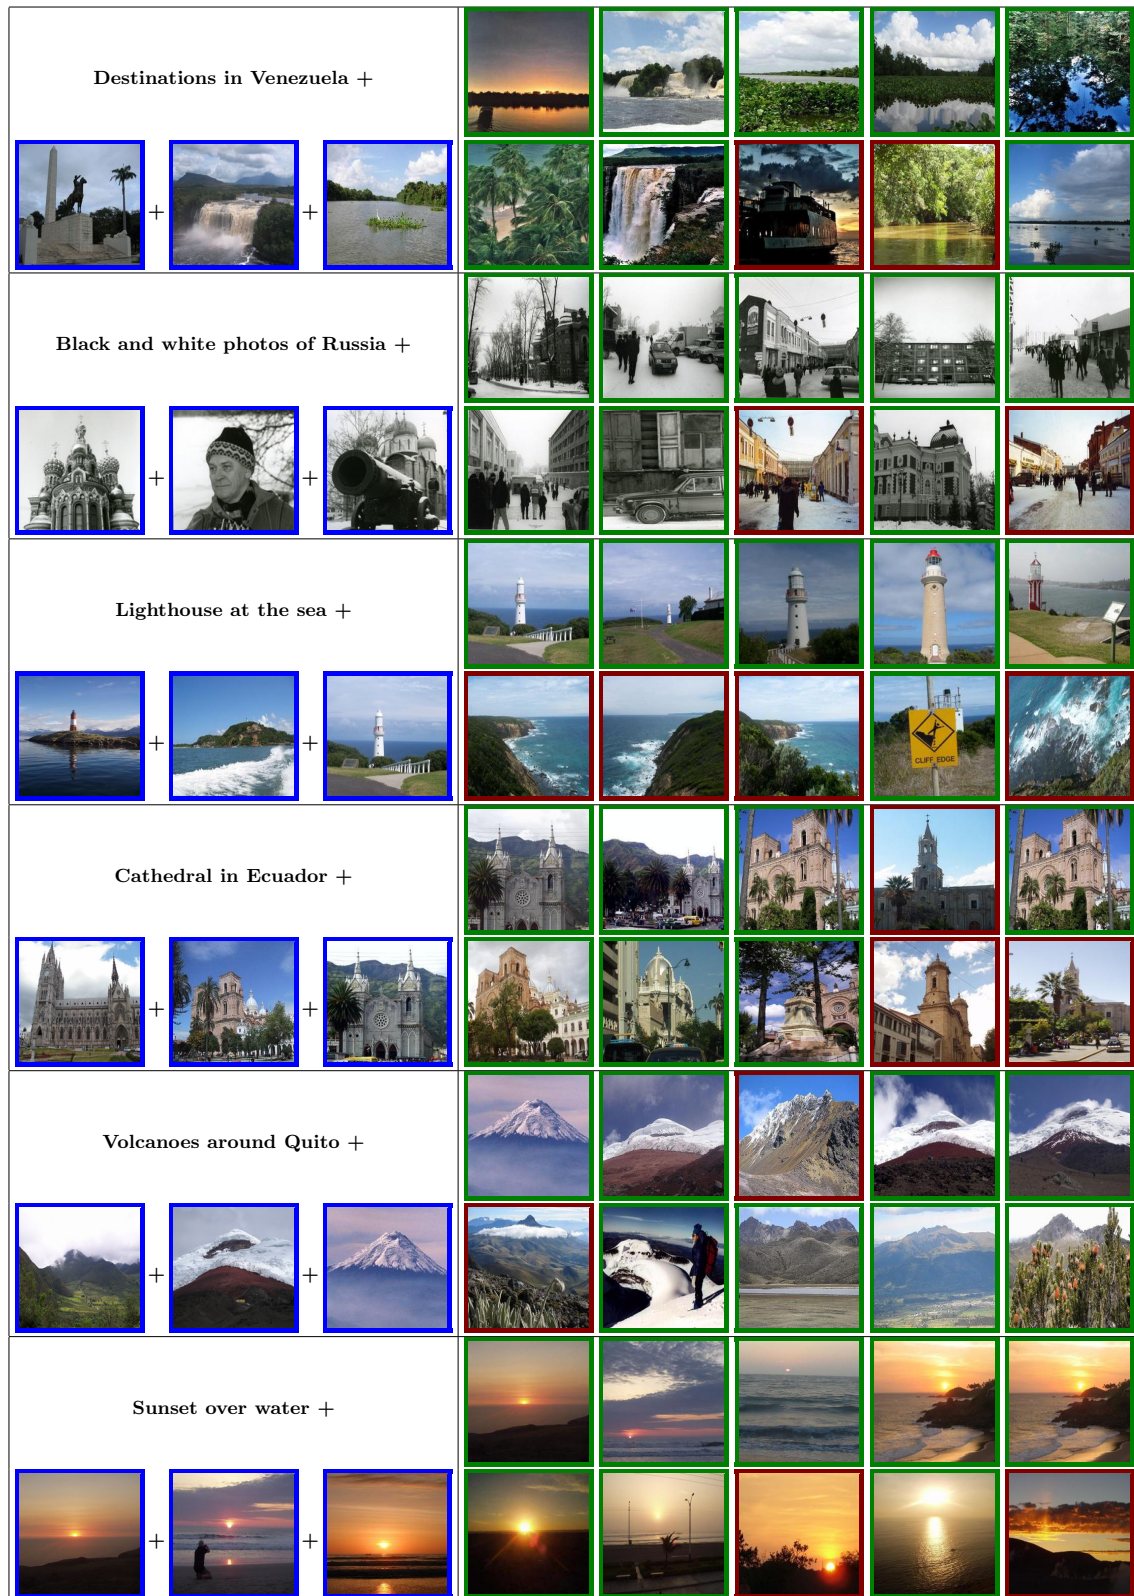 Destinations in Venezuela +
+ +
Black and white photos of Russia +
+ +
Lighthouse at the sea +
+ +
CLIFF EDGE
Cathedral in Ecuador +
+ +
Volcanoes around Quito +
+ +
Sunset over water +
+ +